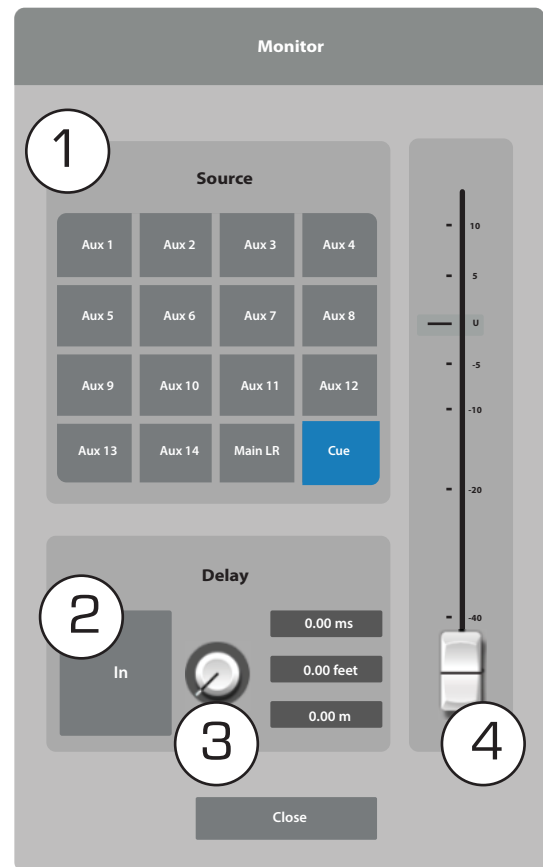 Monitor
1
Source
Aux 1 Aux 2 Aux 3 Aux 4
Aux 5 Aux 6 Aux 7 Aux 8
Aux 9 Aux 10 Aux 11 Aux 12
Aux 13 Aux 14 Main LR Cue
10
5
U
-5
-10
-20
-40
Delay
2
In
0.00 ms
0.00 feet
0.00 m
3
4
Close